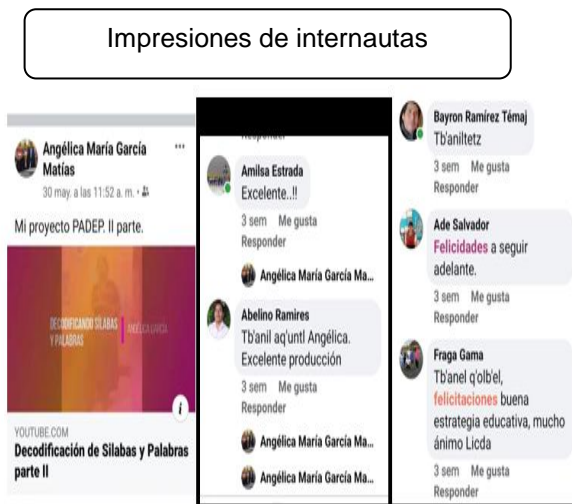 Impresiones de internautas
Angélica María García
Matías
30 may. a las 11:52 a. m.
Mi proyecto PADEP. II parte.
DECODIFICANDO SÍLABAS
Y PALABRAS
ANGÉLICA GARCÍA
YOUTUBE.COM
Decodificación de Silabas y Palabras
parte II
Responder
Amilsa Estrada
Excelente..!!
3 sem Me gusta
Responder
Angélica María García Ma...
Abelino Ramires
Tb'anil aq'untl Angélica.
Excelente producción
3 sem Me gusta
Responder
Angélica María García Ma...
Angélica María García Ma...
Bayron Ramírez Témaj
Tb'aniltetz
3 sem Me gusta
Responder
Ade Salvador
Felicidades a seguir
adelante.
3 sem Me gusta
Responder
Fraga Gama
Tb'anel q'olb'el,
felicitaciones buena
estrategia educativa, mucho
ánimo Licda
3 sem Me gusta
Responder